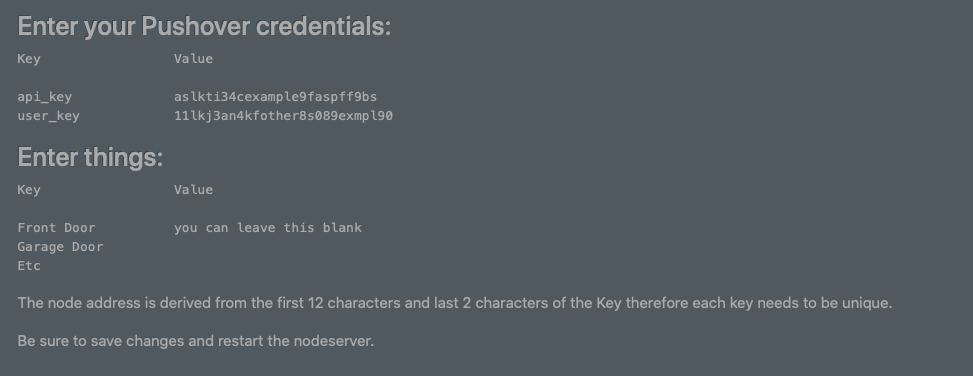 Enter your Pushover credentials:
Key Value
api_key aslkti34cexample9faspff9bs
user_key 11lkj3an4kfother8s089exmpl90
Enter things:
Key Value
Front Door you can leave this blank
Garage Door
Etc
The node address is derived from the first 12 characters and last 2 characters of the Key therefore each key needs to be unique.
Be sure to save changes and restart the nodeserver.